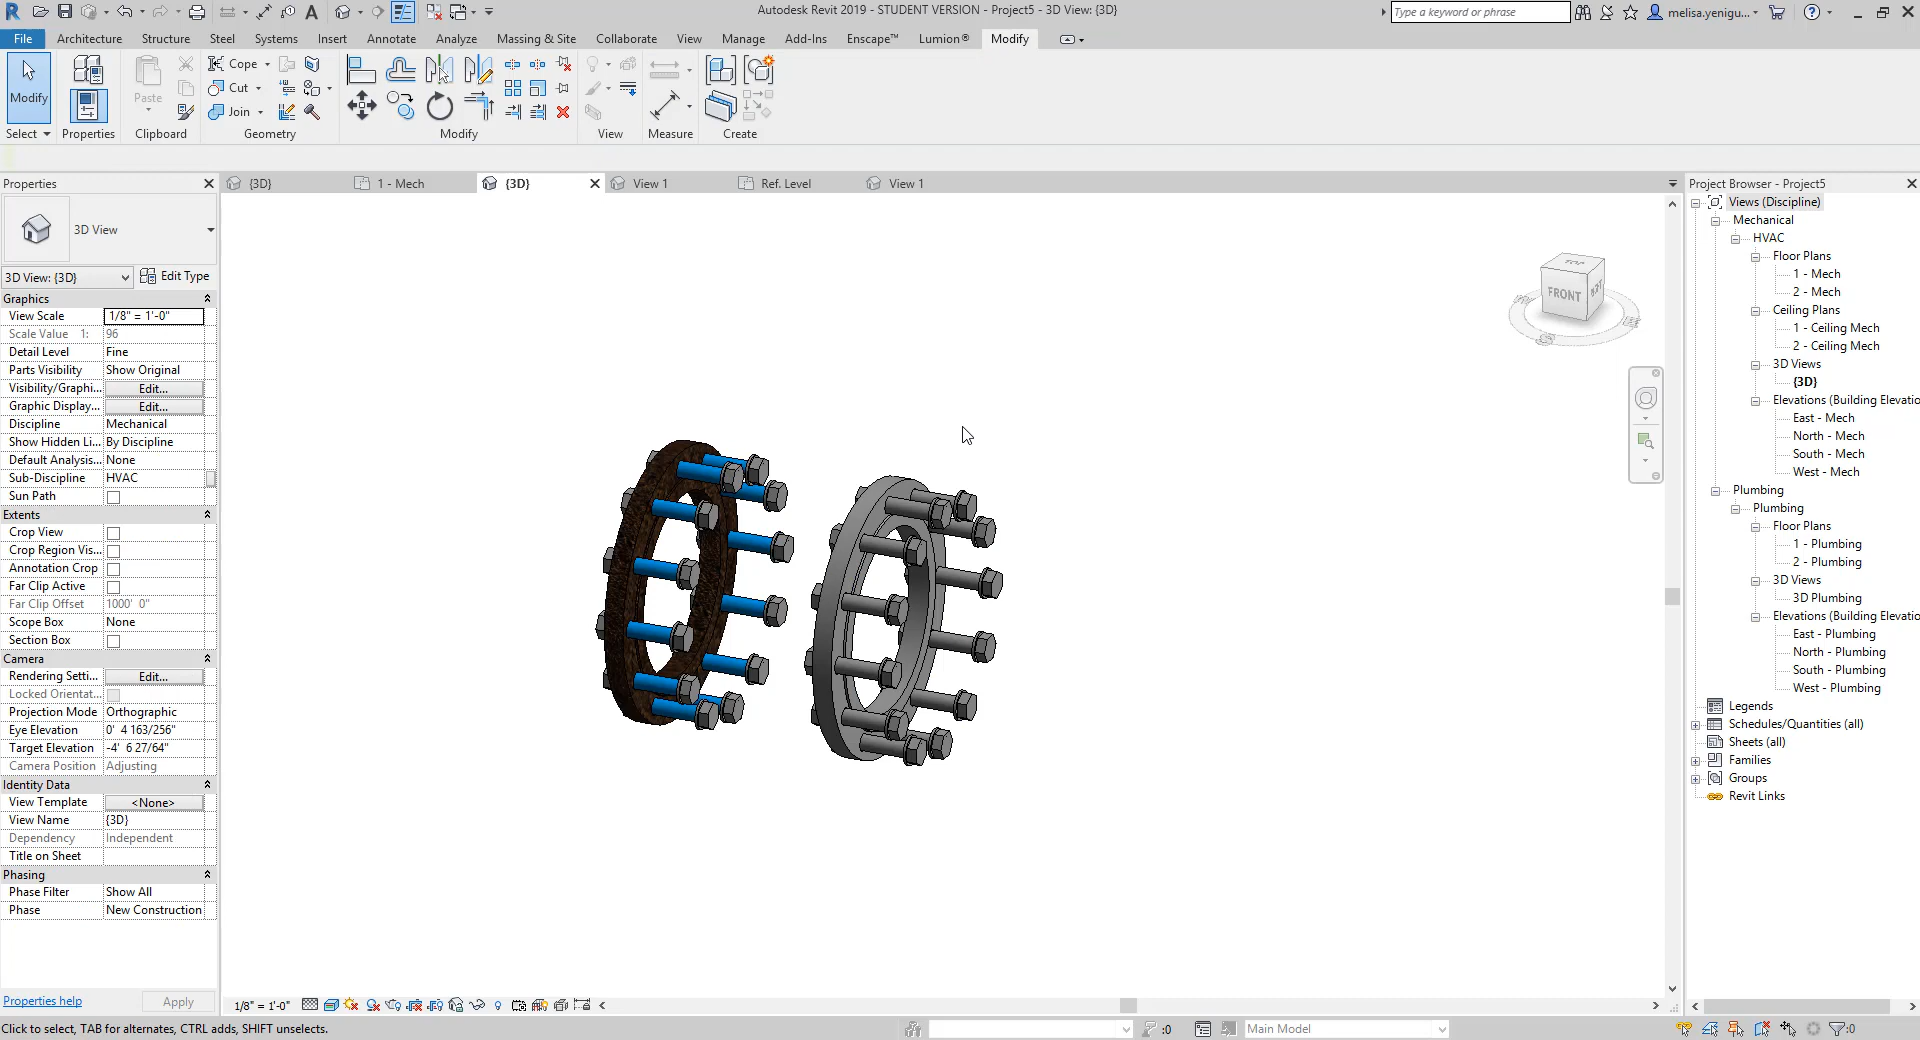 Autodesk Revit 2019 - STUDENT VERSION - Project5 - 3D View: {3D}
Type a keyword or phrase
melisa.yenigu...
File Architecture Structure Steel Systems Insert Annotate Analyze Massing & Site Collaborate View Manage Add-Ins Enscape™ Lumion® Modify
Modify
Paste
Cope
Cut
Join
Select Properties Clipboard Geometry Modify View Measure Create
Properties
{3D} 1 - Mech {3D} View 1 Ref. Level View 1
3D View
3D View: {3D} Edit Type
Graphics
View Scale 1/8" = 1'-0"
Scale Value 1: 96
Detail Level Fine
Parts Visibility Show Original
Visibility/Graphi... Edit...
Graphic Display... Edit...
Discipline Mechanical
Show Hidden Li... By Discipline
Default Analysis... None
Sub-Discipline HVAC
Sun Path
Extents
Crop View
Crop Region Vis...
Annotation Crop
Far Clip Active
Far Clip Offset 1000' 0"
Scope Box None
Section Box
Camera
Rendering Setti... Edit...
Locked Orientat...
Projection Mode Orthographic
Eye Elevation 0' 4 163/256"
Target Elevation -4' 6 27/64"
Camera Position Adjusting
Identity Data
View Template <None>
View Name {3D}
Dependency Independent
Title on Sheet
Phasing
Phase Filter Show All
Phase New Construction
Properties help Apply
TOP
FRONT
Project Browser - Project5
Views (Discipline)
Mechanical
HVAC
Floor Plans
1 - Mech
2 - Mech
Ceiling Plans
1 - Ceiling Mech
2 - Ceiling Mech
3D Views
{3D}
Elevations (Building Elevatio
East - Mech
North - Mech
South - Mech
West - Mech
Plumbing
Plumbing
Floor Plans
1 - Plumbing
2 - Plumbing
3D Views
3D Plumbing
Elevations (Building Elevatio
East - Plumbing
North - Plumbing
South - Plumbing
West - Plumbing
Legends
Schedules/Quantities (all)
Sheets (all)
Families
Groups
Revit Links
1/8" = 1'-0"
Click to select, TAB for alternates, CTRL adds, SHIFT unselects.
:0
Main Model
:0